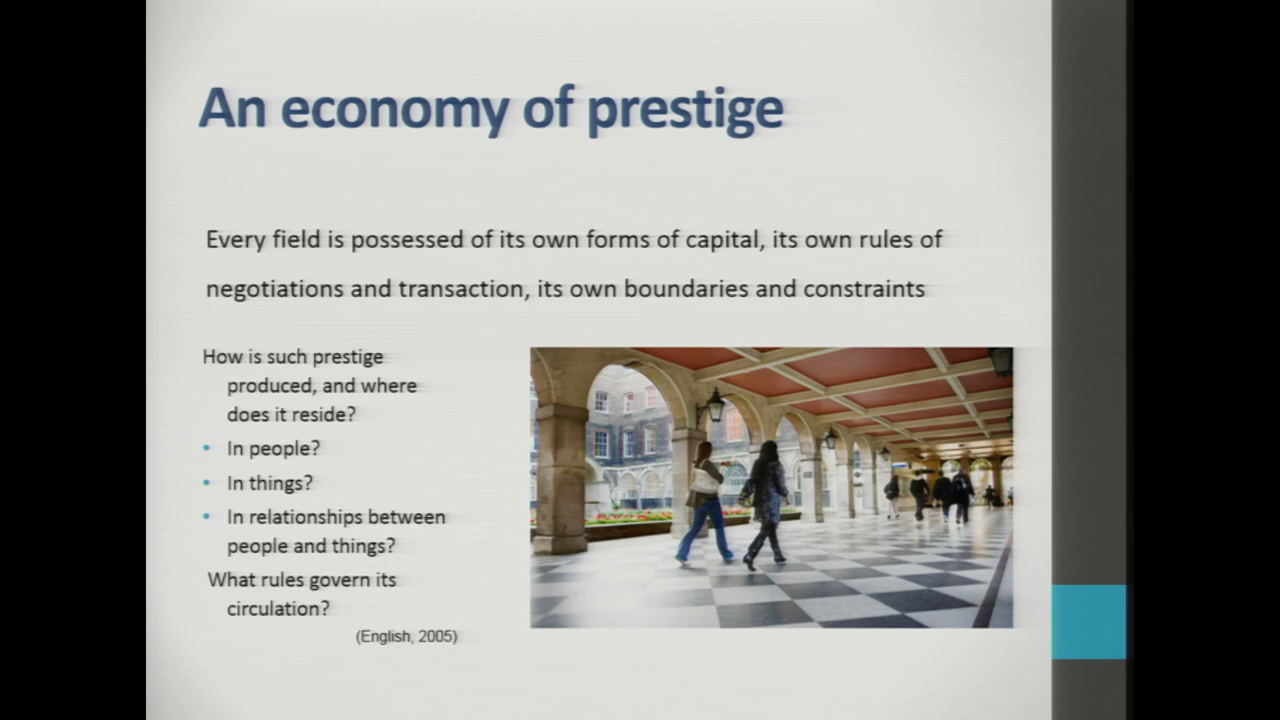 An economy of prestige
Every field is possessed of its own forms of capital, its own rules of
negotiations and transaction, its own boundaries and constraints
How is such prestige
produced, and where
does it reside?
• In people?
• In things?
• In relationships between
people and things?
What rules govern its
circulation?
(English, 2005)